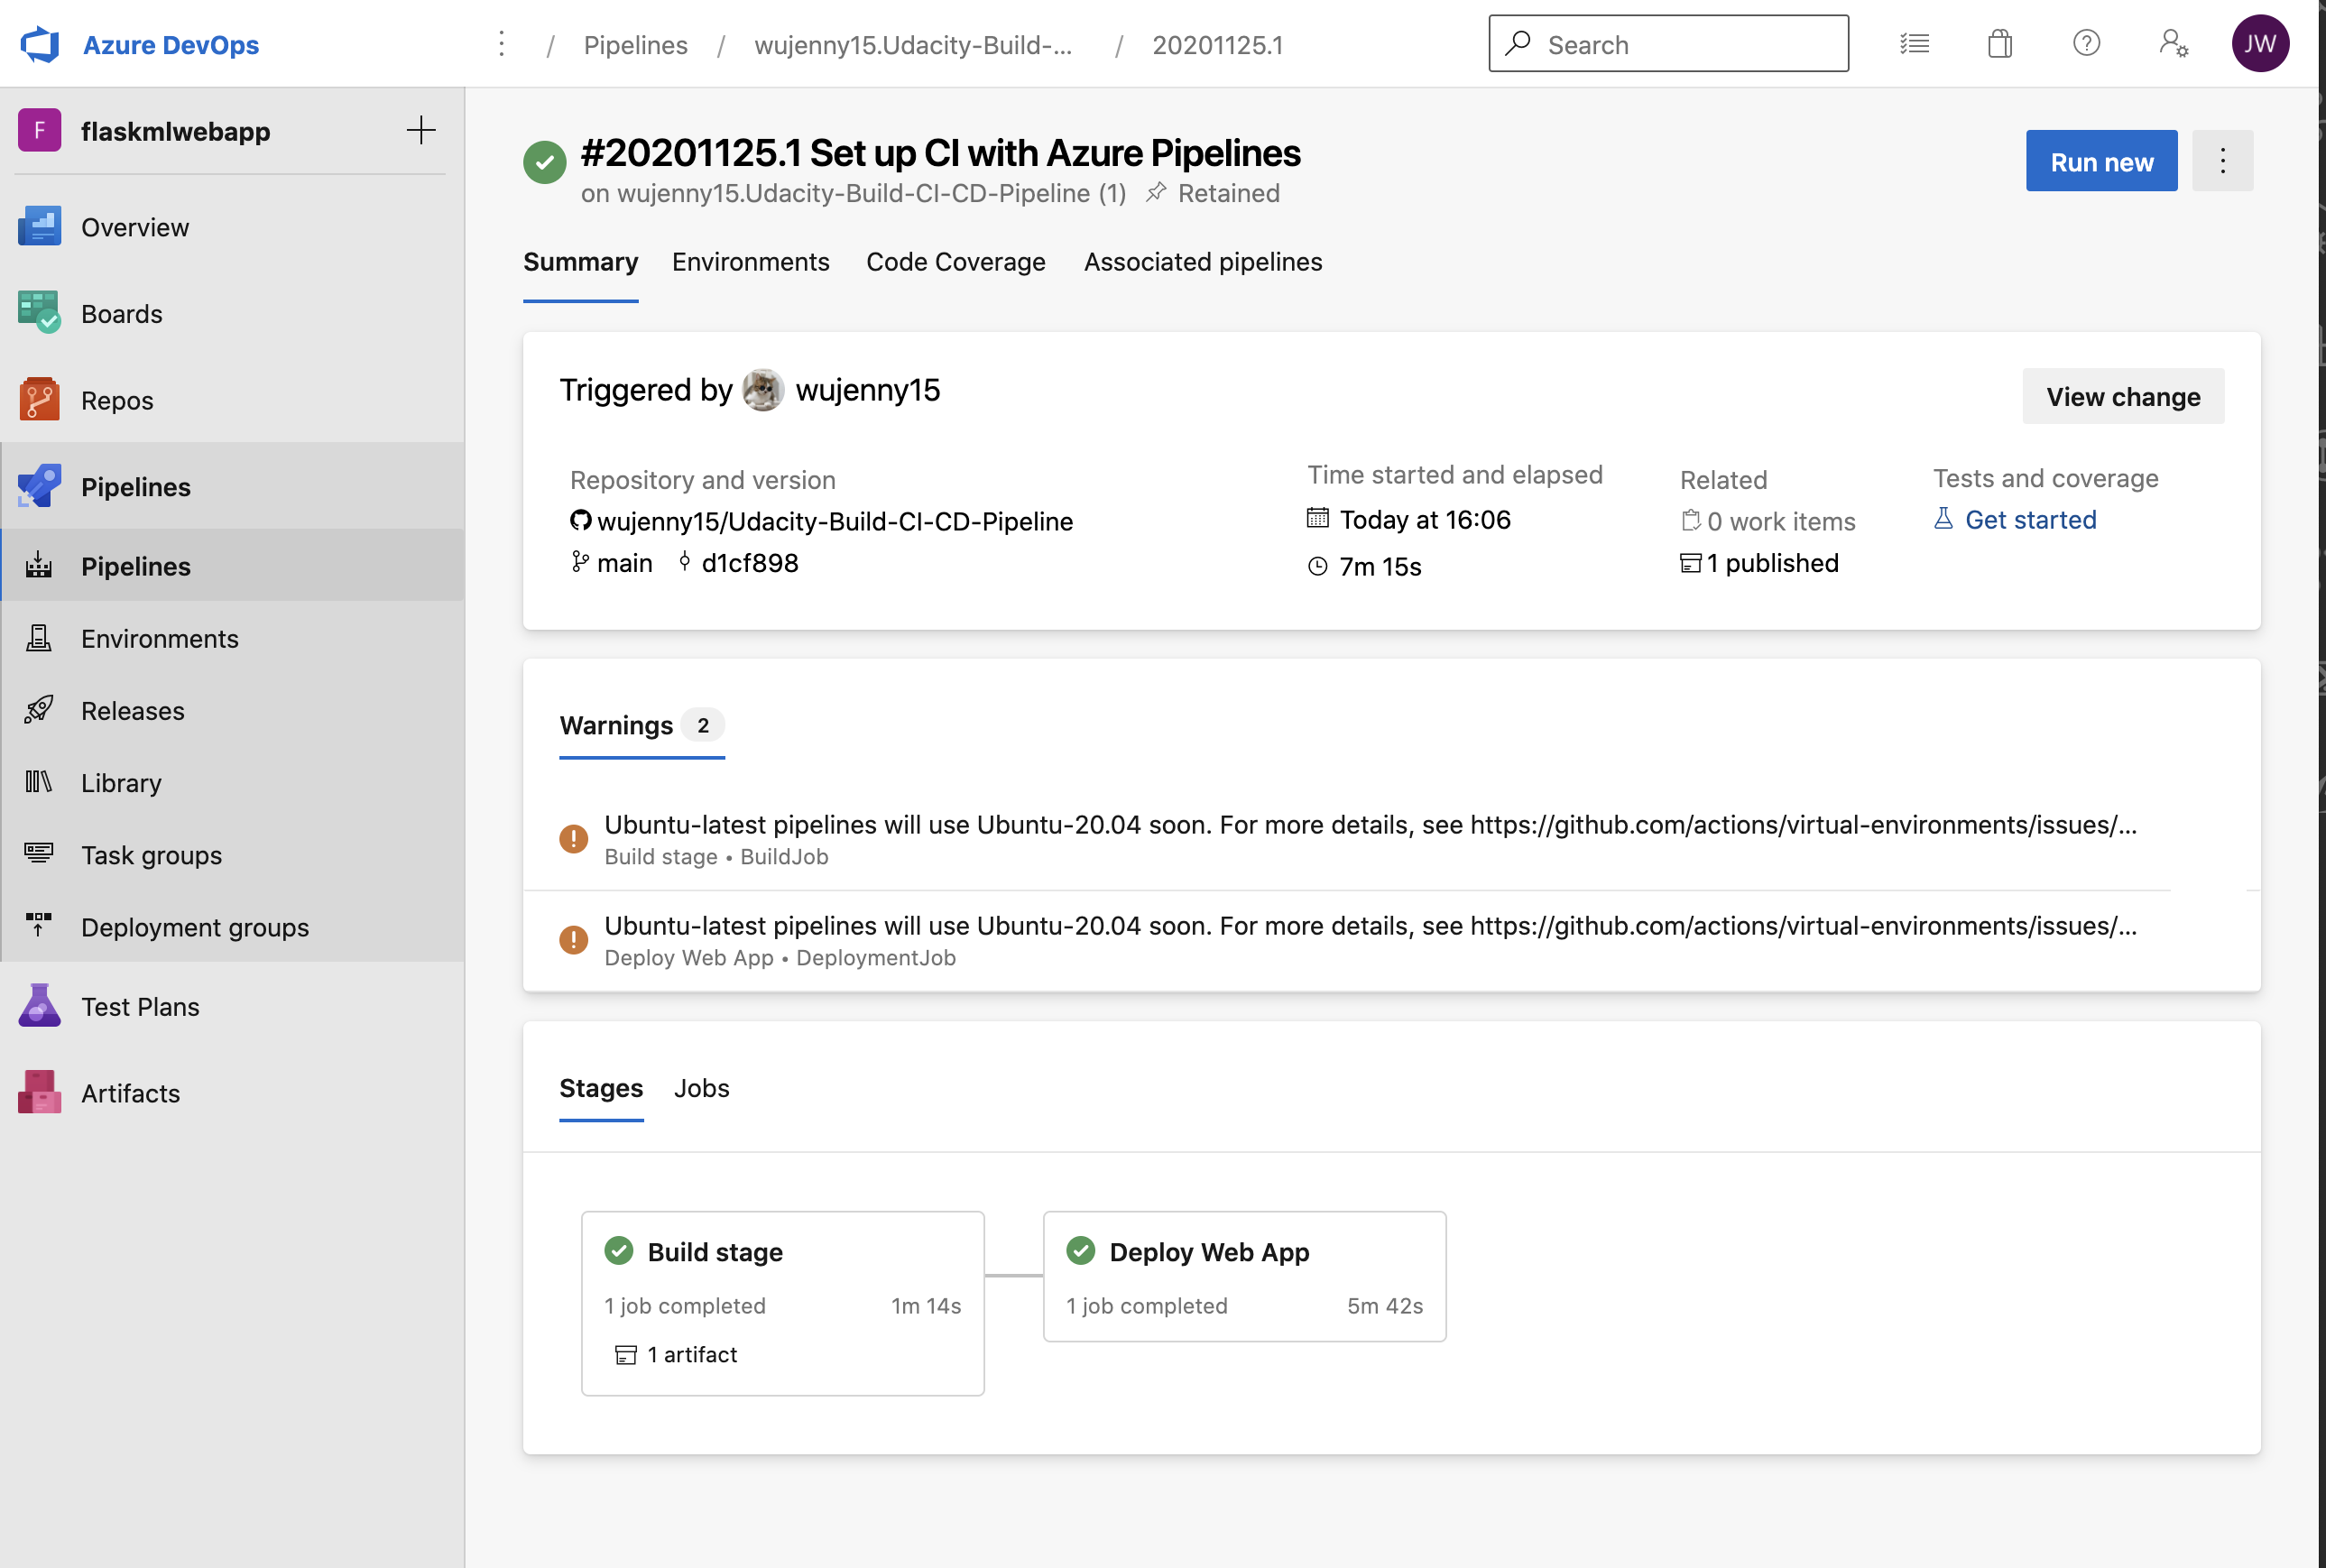 Azure DevOps
/ Pipelines / wujenny15.Udacity-Build-... / 20201125.1
Search
JW
F flaskmlwebapp
Overview
Boards
Repos
Pipelines
Pipelines
Environments
Releases
Library
Task groups
Deployment groups
Test Plans
Artifacts
#20201125.1 Set up CI with Azure Pipelines
on wujenny15.Udacity-Build-CI-CD-Pipeline (1) Retained
Run new
Summary Environments Code Coverage Associated pipelines
Triggered by wujenny15
View change
Repository and version
wujenny15/Udacity-Build-CI-CD-Pipeline
main d1cf898
Time started and elapsed
Today at 16:06
7m 15s
Related
0 work items
1 published
Tests and coverage
Get started
Warnings 2
Ubuntu-latest pipelines will use Ubuntu-20.04 soon. For more details, see https://github.com/actions/virtual-environments/issues/...
Build stage • BuildJob
Ubuntu-latest pipelines will use Ubuntu-20.04 soon. For more details, see https://github.com/actions/virtual-environments/issues/...
Deploy Web App • DeploymentJob
Stages Jobs
Build stage
1 job completed 1m 14s
1 artifact
Deploy Web App
1 job completed 5m 42s